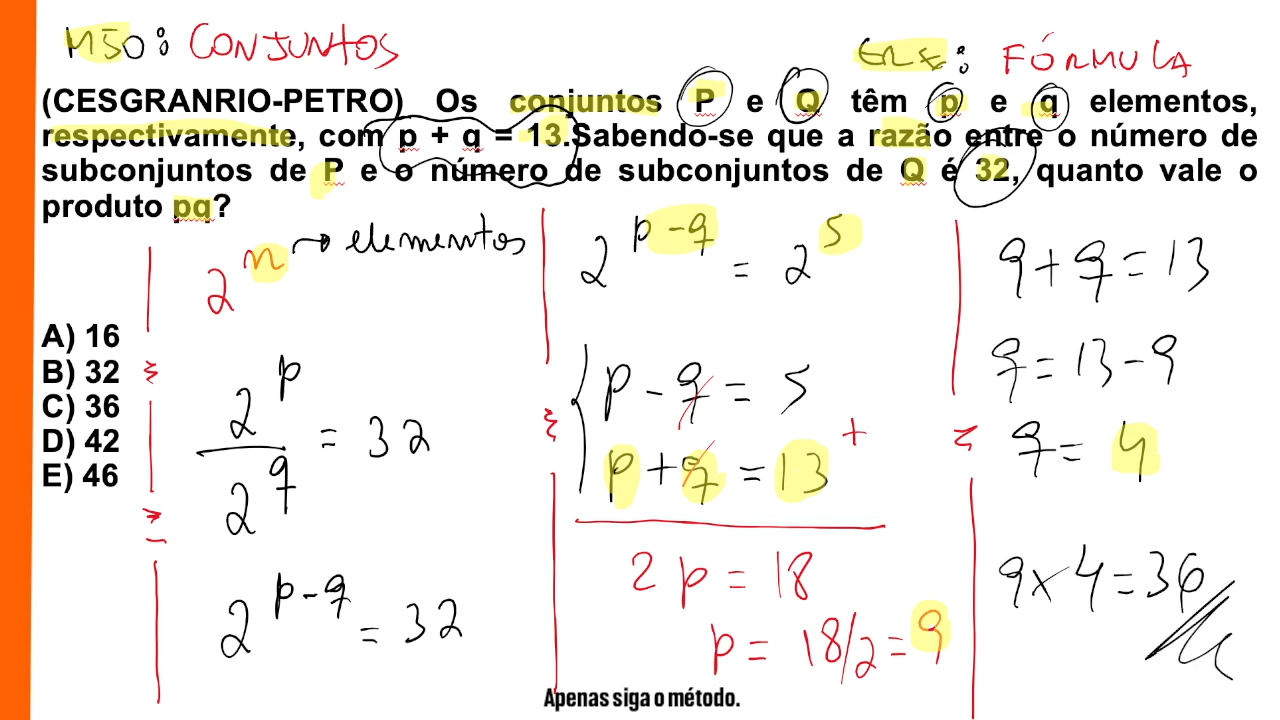 M50: CONJUNTOS
: FÓRMULA
(CESGRANRIO-PETRO) Os conjuntos P e Q têm p e q elementos,
respectivamente, com p + q = 13.Sabendo-se que a razão entre o número de
subconjuntos de P e o número de subconjuntos de Q é 32, quanto vale o
produto pq?
2^n → elementos
A) 16
B) 32
C) 36
D) 42
E) 46
2^p / 2^q = 32
2^(p-q) = 32
2^(p-q) = 2^5
p - q = 5
p + q = 13 +
2p = 18
p = 18/2 = 9
9 + q = 13
q = 13 - 9
q = 4
9 x 4 = 36
Apenas siga o método.